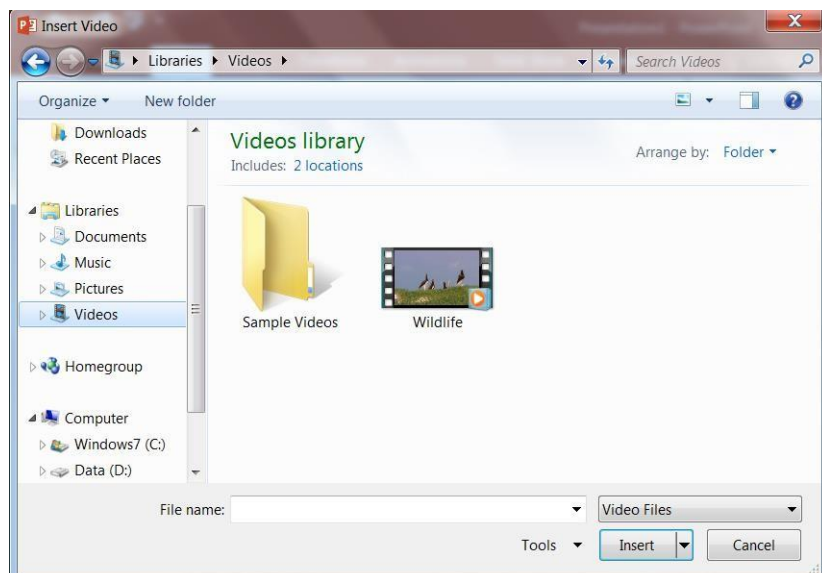 Insert Video
Libraries Videos
Search Videos
Organize New folder
Downloads
Recent Places
Libraries
Documents
Music
Pictures
Videos
Homegroup
Computer
Windows7 (C:)
Data (D:)
Videos library
Includes: 2 locations
Arrange by: Folder
Sample Videos
Wildlife
File name:
Video Files
Tools Insert Cancel